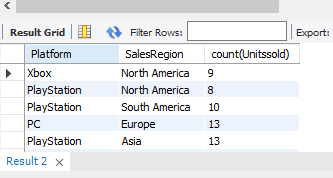 Result Grid Filter Rows: Export:
Platform SalesRegion count(Unitssold)
Xbox North America 9
PlayStation North America 8
PlayStation South America 10
PC Europe 13
PlayStation Asia 13
Result 2 ×